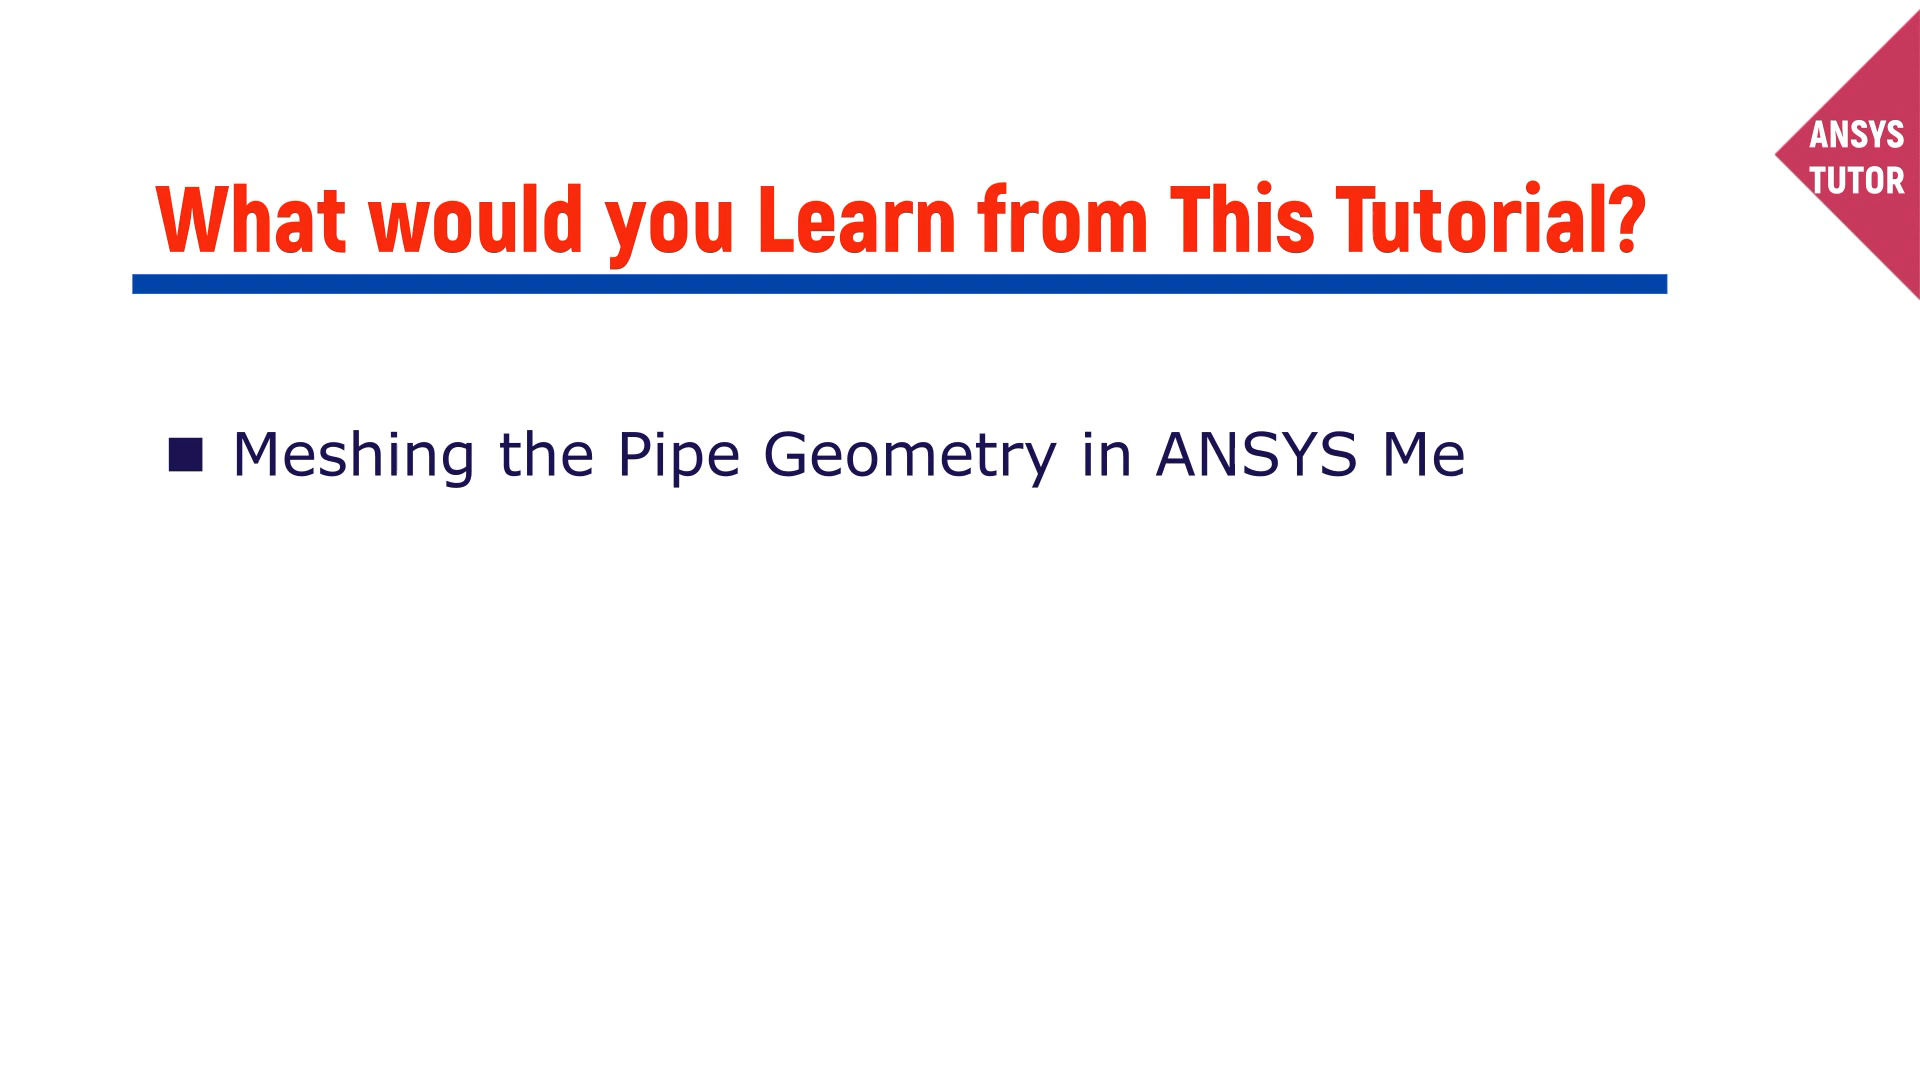 What would you Learn from This Tutorial?
ANSYS
TUTOR
Meshing the Pipe Geometry in ANSYS Me